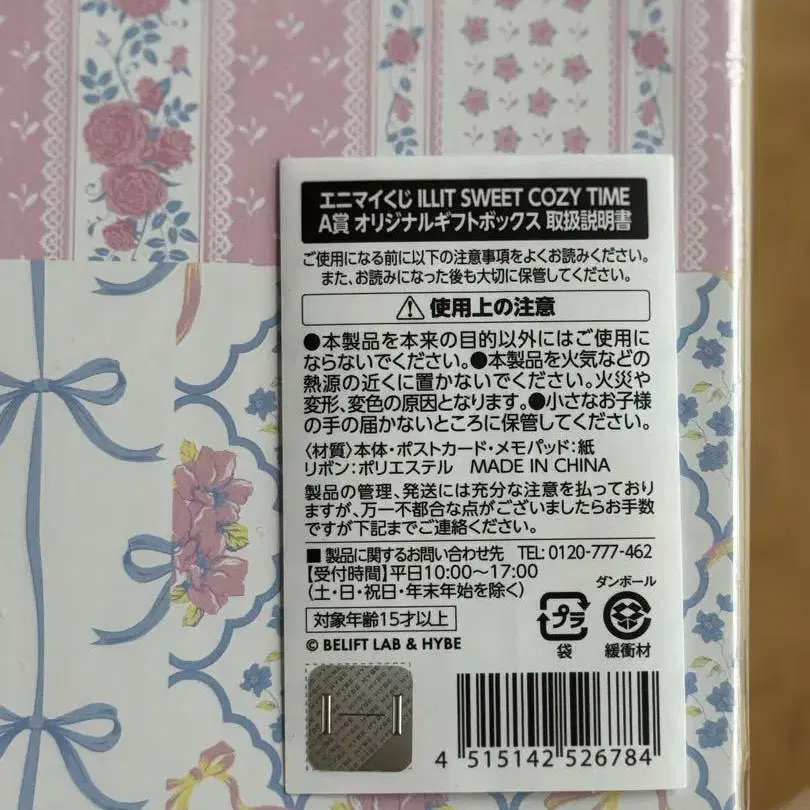 エニマイくじ ILLIT SWEET COZY TIME
A賞 オリジナルギフトボックス 取扱説明書
ご使用になる前に以下の注意事項をよくお読みください。
また、お読みになった後も大切に保管してください。
使用上の注意
●本製品を本来の目的以外にはご使用に
ならないでください。●本製品を火気などの
熱源の近くに置かないでください。火災や
変形、変色の原因となります。●小さなお子様
の手の届かないところに保管してください。
〈材質〉本体・ポストカード・メモパッド:紙
リボン:ポリエステル MADE IN CHINA
製品の管理、発送には充分な注意を払っており
ますが、万一不都合な点がございましたらお手数
ですが下記までご連絡ください。
■製品に関するお問い合わせ先 TEL: 0120-777-462
【受付時間】平日10:00〜17:00
(土・日・祝日・年末年始を除く)
対象年齢15才以上
© BELIFT LAB & HYBE
プラ
袋
ダンボール
緩衝材
4 515142 526784